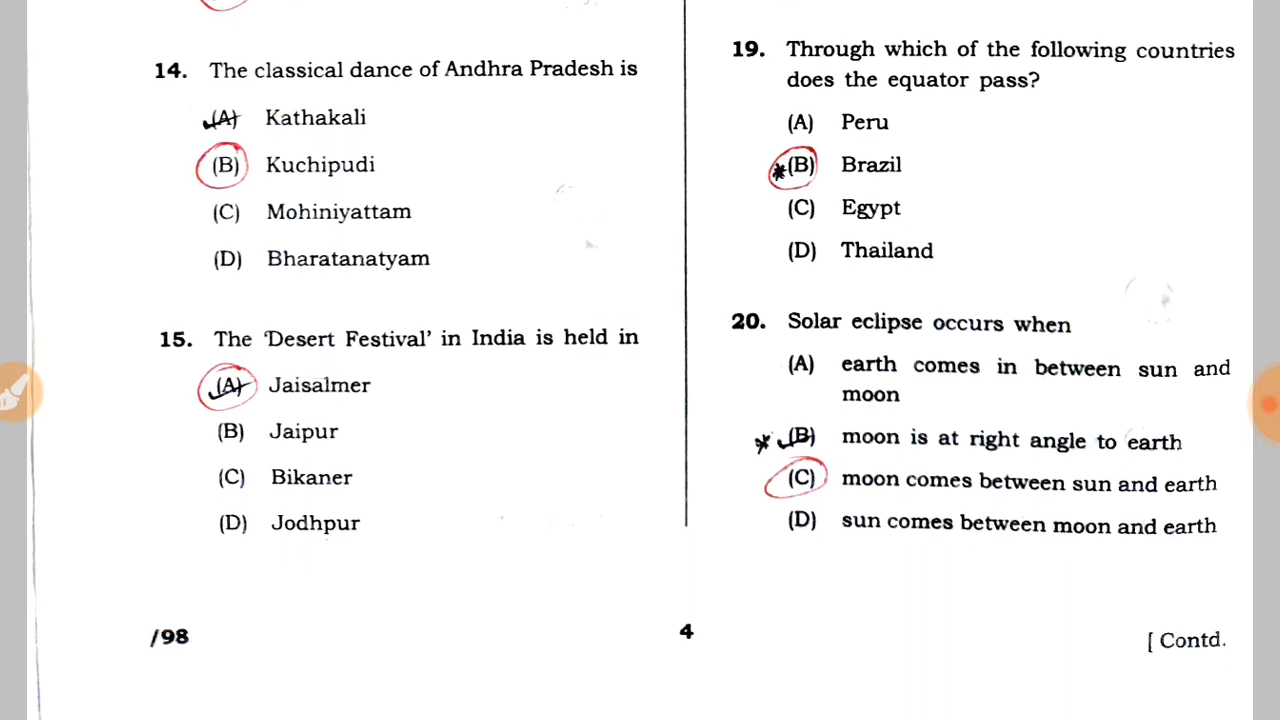 14. The classical dance of Andhra Pradesh is
(A) Kathakali
(B) Kuchipudi
(C) Mohiniyattam
(D) Bharatanatyam
15. The 'Desert Festival' in India is held in
(A) Jaisalmer
(B) Jaipur
(C) Bikaner
(D) Jodhpur
19. Through which of the following countries
does the equator pass?
(A) Peru
*(B) Brazil
(C) Egypt
(D) Thailand
20. Solar eclipse occurs when
(A) earth comes in between sun and
moon
* (B) moon is at right angle to earth
(C) moon comes between sun and earth
(D) sun comes between moon and earth
/98
4
[ Contd.